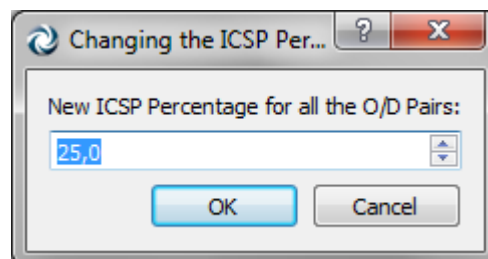 Changing the ICSP Per...
New ICSP Percentage for all the O/D Pairs:
25,0
OK
Cancel